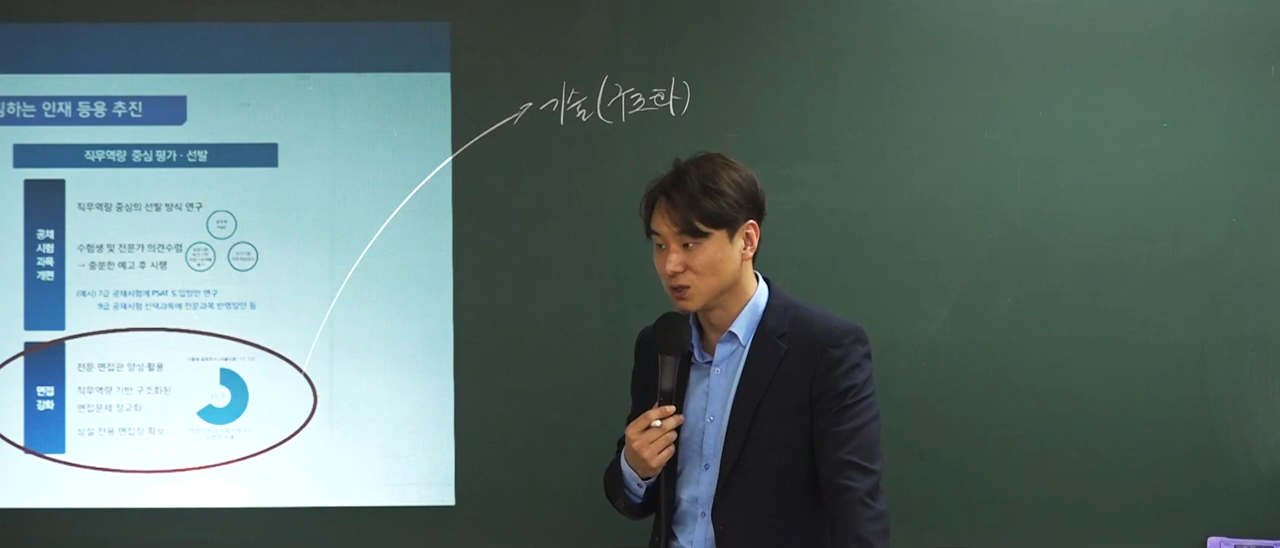 기술(구조화)
하는 인재 등용 추진
직무역량 중심 평가·선발
공채
시험
과목
개편
직무역량 중심의 선발 방식 연구
수험생 및 전문가 의견수렴
→ 충분한 예고 후 시행
(예시) 7급 공채시험에 PSAT 도입방안 연구
9급 공채시험 선택과목에 전문과목 반영방안 등
면접
강화
전문 면접관 양성·활용
직무역량 기반 구조화된
면접문제 정교화
상설 전용 면접장 확보